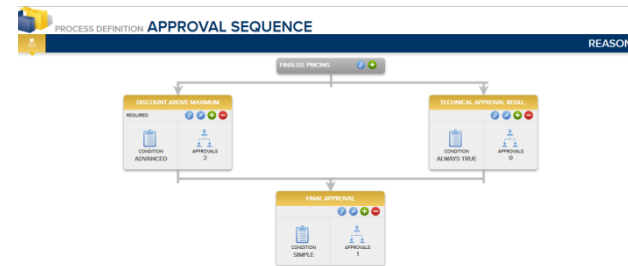 PROCESS DEFINITION APPROVAL SEQUENCE
REASON
FINALIZE PRICING
DISCOUNT ABOVE MAXIMUM
REQUIRED
CONDITION
ADVANCED
APPROVALS
2
TECHNICAL APPROVAL REQU...
CONDITION
ALWAYS TRUE
APPROVALS
0
FINAL APPROVAL
CONDITION
SIMPLE
APPROVALS
1